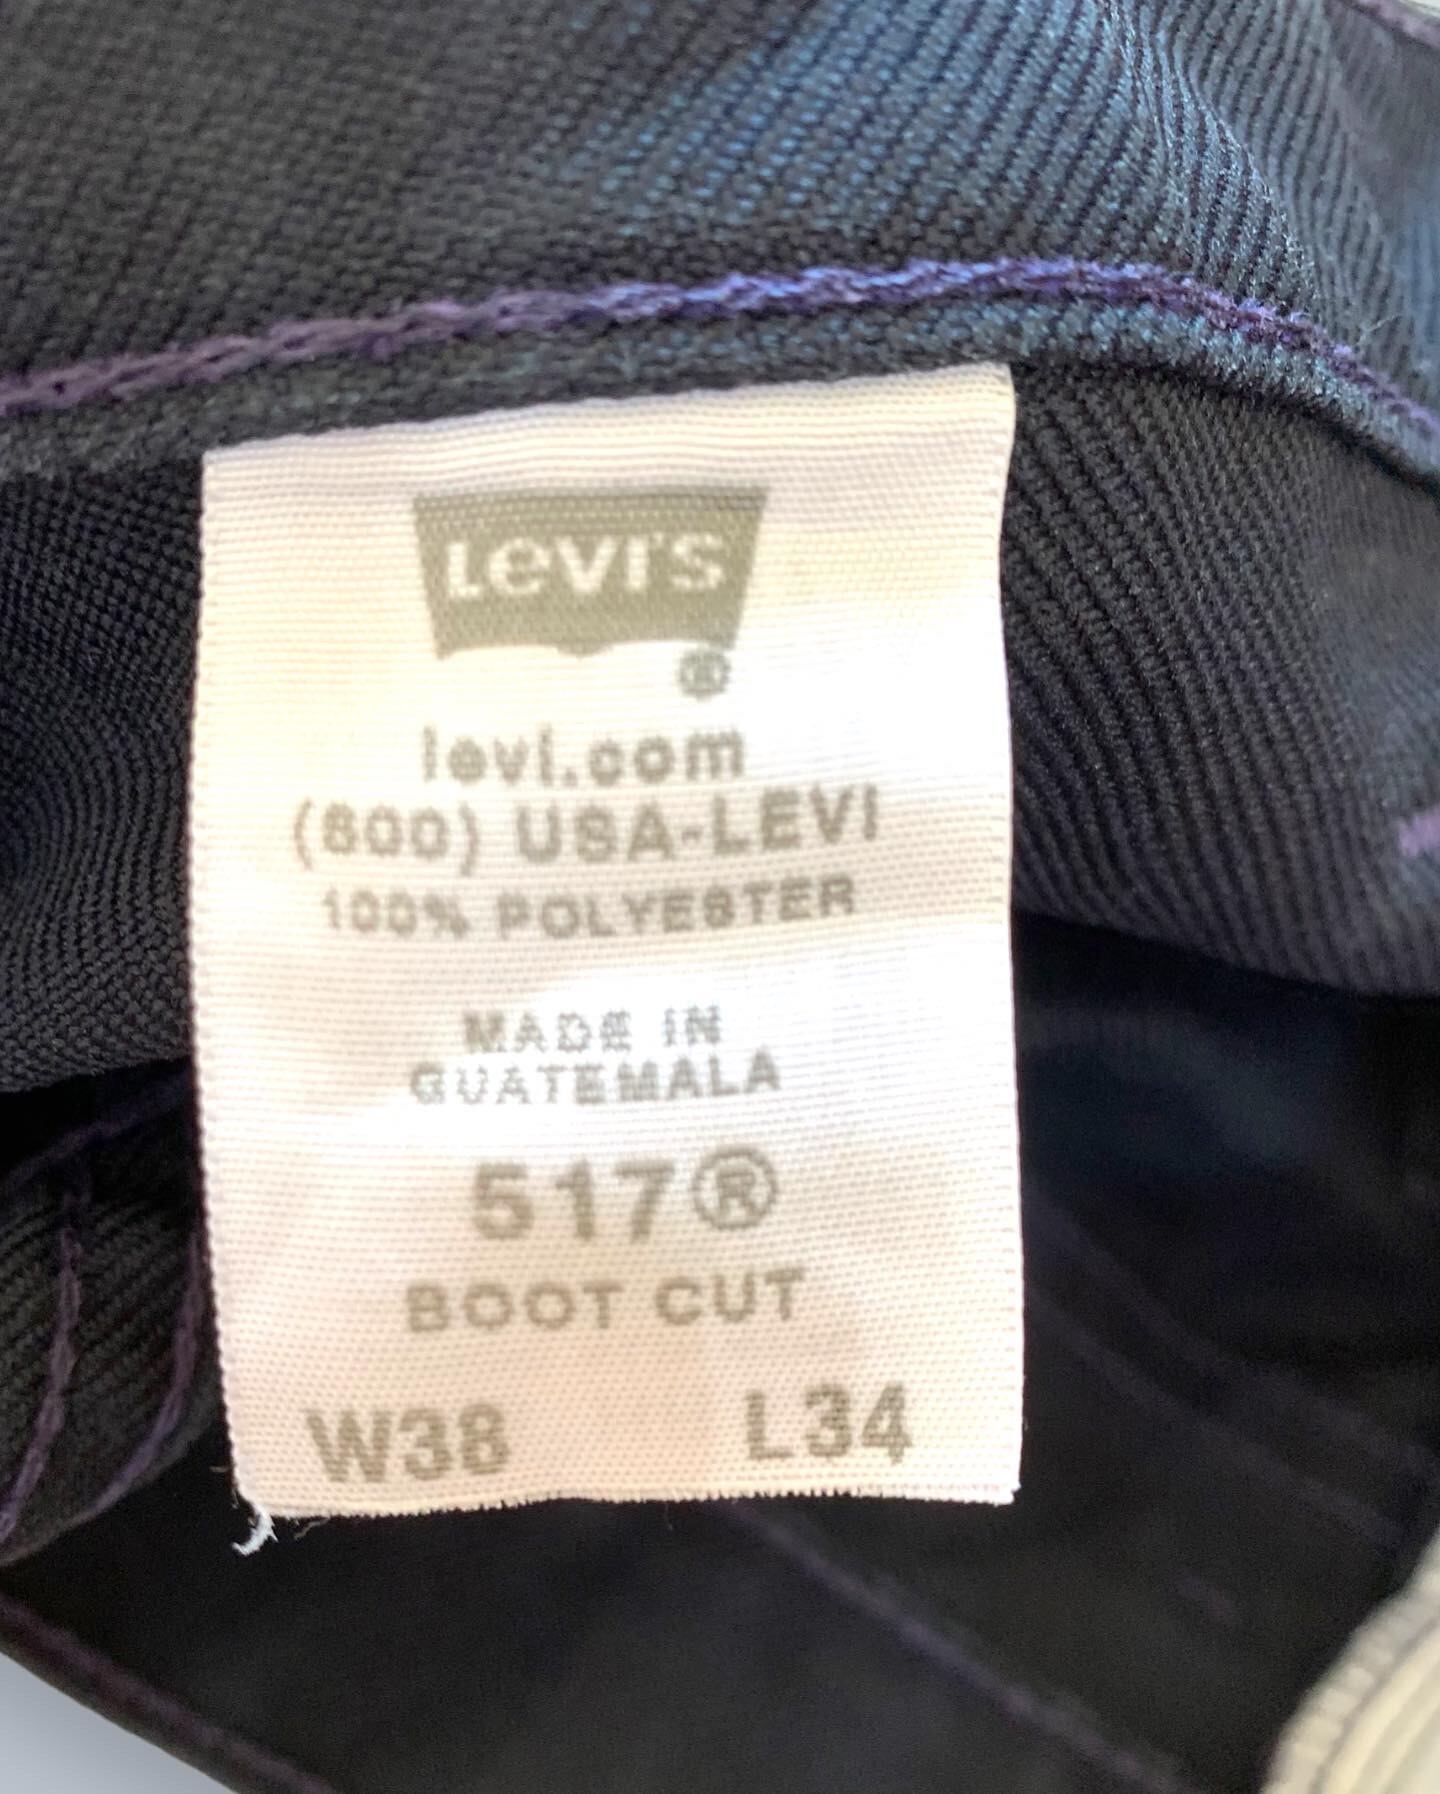 LEVI'S
®
levi.com
(800) USA-LEVI
100% POLYESTER
MADE IN
GUATEMALA
517®
BOOT CUT
W38 L34